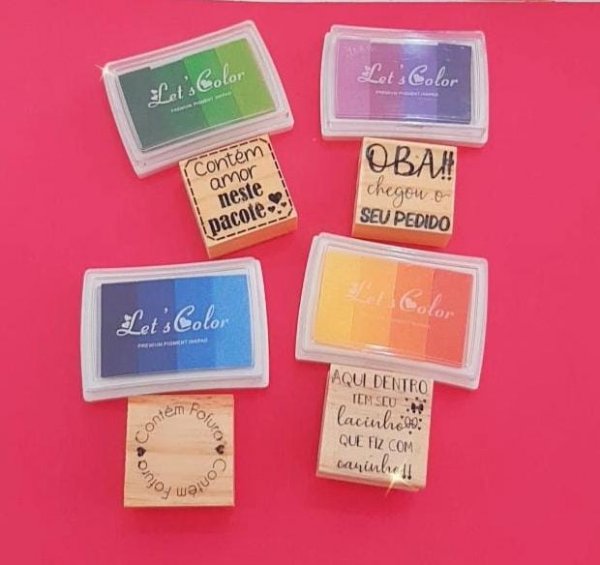 Let's Color
PREMIUM PIGMENT INKPAD
Let's Color
PREMIUM PIGMENT INKPAD
Contém
amor
neste
pacote
OBA!!
chegou o
SEU PEDIDO
Let's Color
PREMIUM PIGMENT INKPAD
Let's Color
PREMIUM PIGMENT INKPAD
Contém Fofura
Contém Fofura
Contém Fofura
AQUI DENTRO
TEM SEU
lacinho
QUE FIZ COM
carinho!!